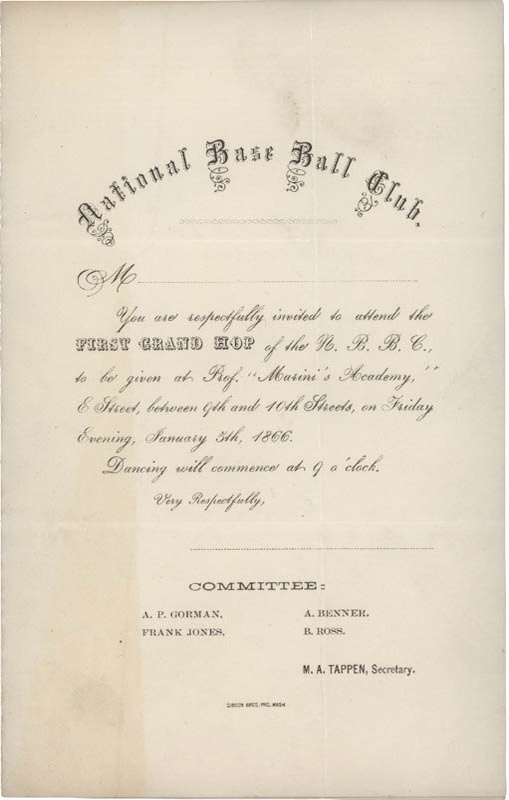 National Base Ball Club.
M
You are respectfully invited to attend the
FIRST GRAND HOP of the N. B. B. C.,
to be given at Prof. "Marini's Academy,"
E Street, between 9th and 10th Streets, on Friday
Evening, January 5th, 1866.
Dancing will commence at 9 o'clock.
Very Respectfully,
COMMITTEE:
A. P. GORMAN, A. BENNER,
FRANK JONES, B. ROSS.
M. A. TAPPEN, Secretary.
GIBSON BROS., PRS. WASH.